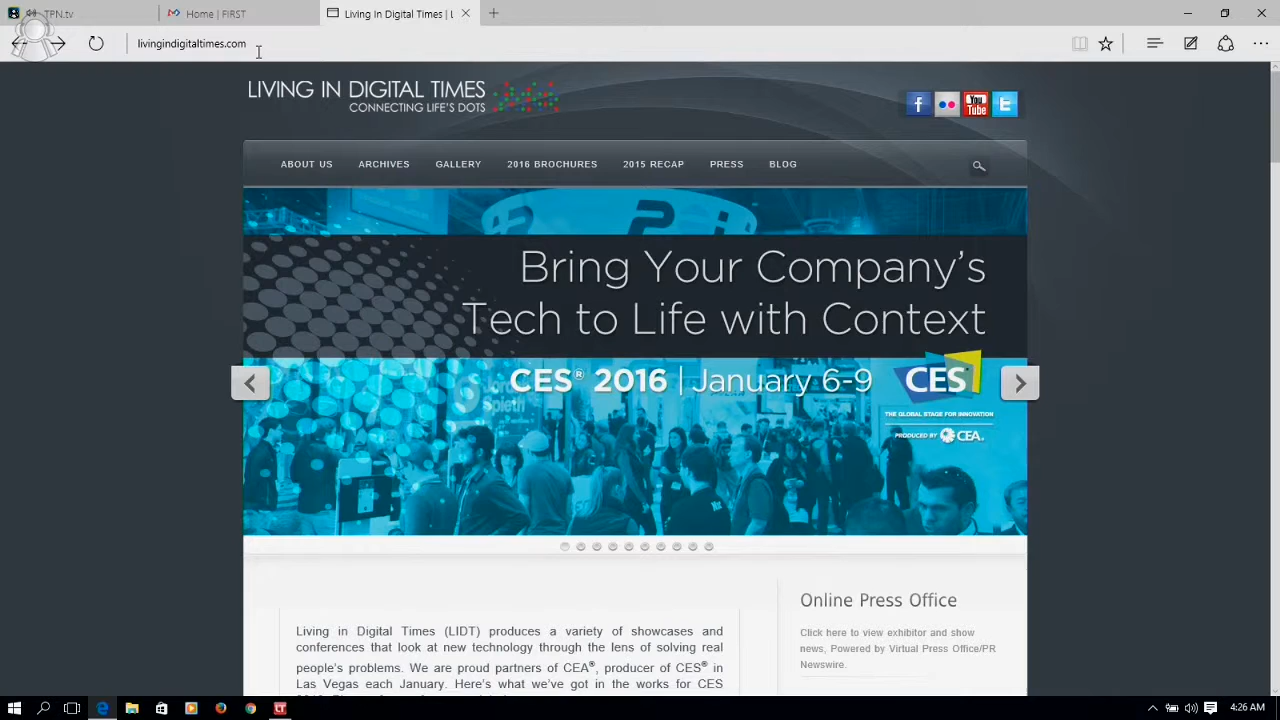 TPN.tv
Home | FIRST
Living in Digital Times | L
livingindigitaltimes.com
LIVING IN DIGITAL TIMES
CONNECTING LIFE'S DOTS
f
You
Tube
t
ABOUT US
ARCHIVES
GALLERY
2016 BROCHURES
2015 RECAP
PRESS
BLOG
Bring Your Company's
Tech to Life with Context
CES® 2016 | January 6-9
CES
THE GLOBAL STAGE FOR INNOVATION
PRODUCED BY CEA
Living in Digital Times (LIDT) produces a variety of showcases and
conferences that look at new technology through the lens of solving real
people's problems. We are proud partners of CEA®, producer of CES® in
Las Vegas each January. Here's what we've got in the works for CES
Online Press Office
Click here to view exhibitor and show
news, Powered by Virtual Press Office/PR
Newswire.
4:26 AM